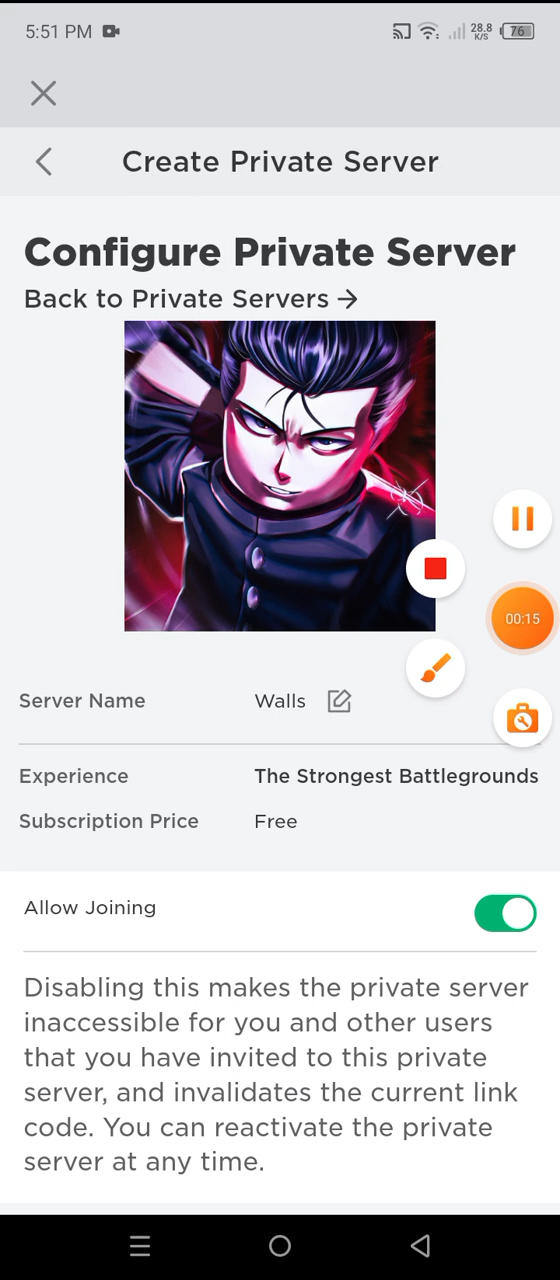 5:51 PM
28.8
K/S
76
Create Private Server
Configure Private Server
Back to Private Servers →
00:15
Server Name Walls
Experience The Strongest Battlegrounds
Subscription Price Free
Allow Joining
Disabling this makes the private server
inaccessible for you and other users
that you have invited to this private
server, and invalidates the current link
code. You can reactivate the private
server at any time.